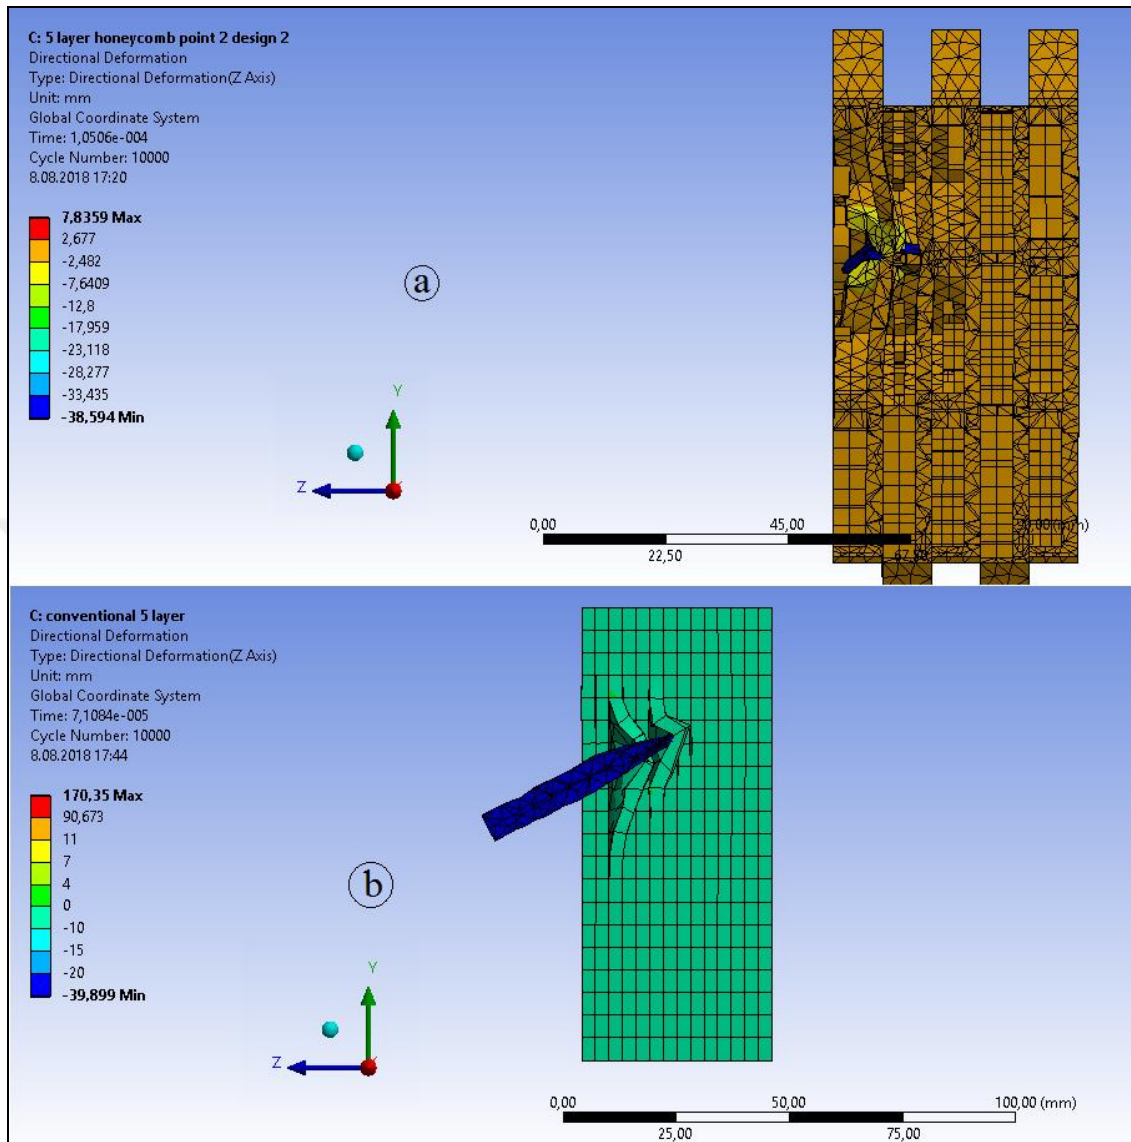 C: 5 layer honeycomb point 2 design 2
Directional Deformation
Type: Directional Deformation(Z Axis)
Unit: mm
Global Coordinate System
Time: 1,0506e-004
Cycle Number: 10000
8.08.2018 17:20
7,8359 Max
2,677
-2,482
-7,6409
-12,8
-17,959
-23,118
-28,277
-33,435
-38,594 Min
a
Y
Z
0,00 45,00 (mm)
22,50
C: conventional 5 layer
Directional Deformation
Type: Directional Deformation(Z Axis)
Unit: mm
Global Coordinate System
Time: 7,1084e-005
Cycle Number: 10000
8.08.2018 17:44
170,35 Max
90,673
11
7
4
0
-10
-15
-20
-39,899 Min
b
Y
Z
0,00 50,00 100,00 (mm)
25,00 75,00